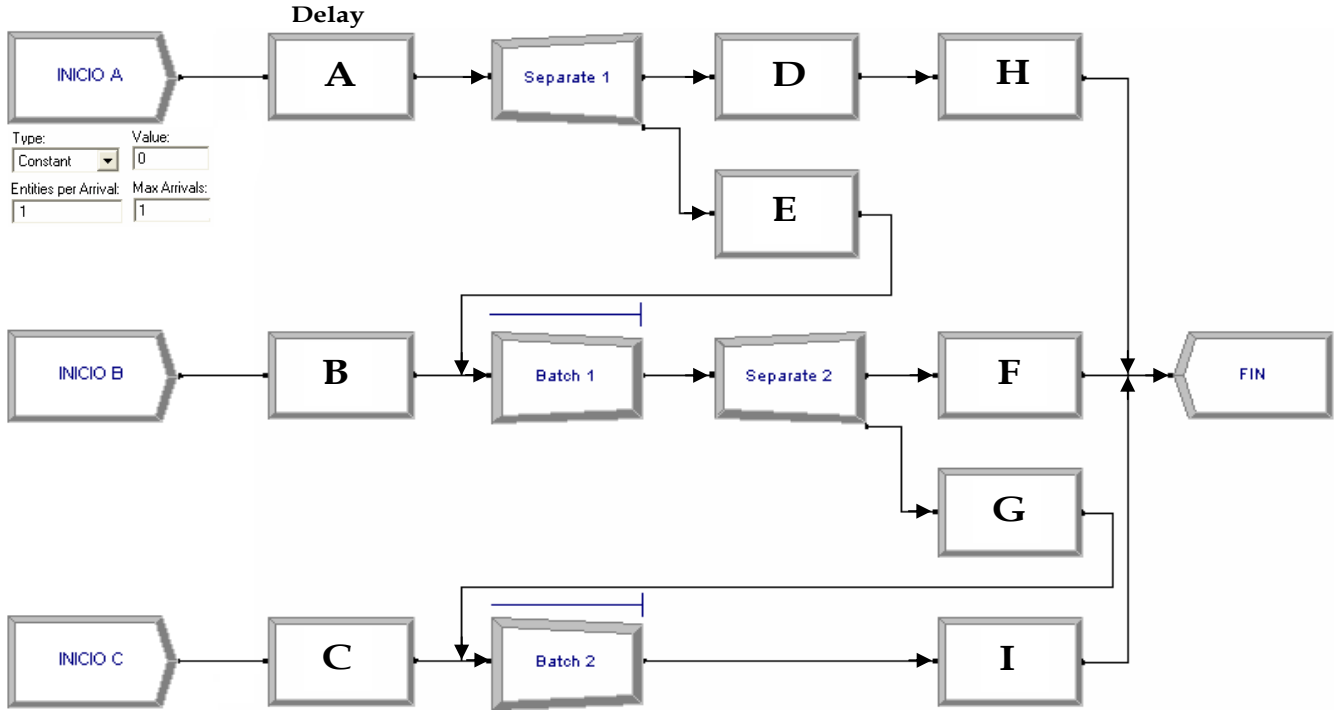 Delay
INICIO A
A
Separate 1
D
H
Type:
Value:
Constant
0
Entities per Arrival:
Max Arrivals:
1
1
E
INICIO B
B
Batch 1
Separate 2
F
FIN
G
INICIO C
C
Batch 2
I